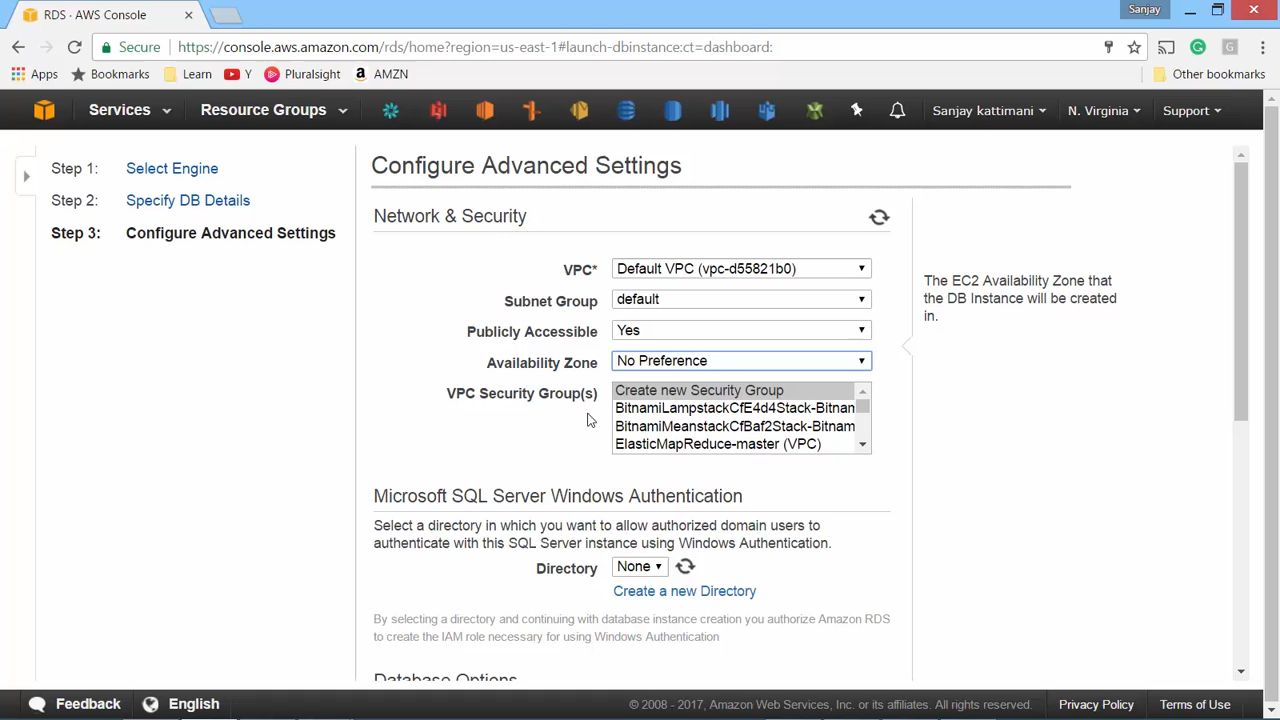 RDS · AWS Console
Sanjay
Secure
https://console.aws.amazon.com/rds/home?region=us-east-1#launch-dbinstance:ct=dashboard:
Apps
Bookmarks
Learn
YT
Pluralsight
AMZN
Other bookmarks
Services
Resource Groups
Sanjay kattimani
N. Virginia
Support
Step 1: Select Engine
Step 2: Specify DB Details
Step 3: Configure Advanced Settings
Configure Advanced Settings
Network & Security
VPC* Default VPC (vpc-d55821b0)
Subnet Group default
Publicly Accessible Yes
Availability Zone No Preference
VPC Security Group(s) Create new Security Group
BitnamiLampstackCfE4d4Stack-Bitnam
BitnamiMeanstackCfBaf2Stack-Bitnam
ElasticMapReduce-master (VPC)
The EC2 Availability Zone that
the DB Instance will be created
in.
Microsoft SQL Server Windows Authentication
Select a directory in which you want to allow authorized domain users to
authenticate with this SQL Server instance using Windows Authentication.
Directory None
Create a new Directory
By selecting a directory and continuing with database instance creation you authorize Amazon RDS
to create the IAM role necessary for using Windows Authentication
Database Options
Feedback
English
© 2008 - 2017, Amazon Web Services, Inc. or its affiliates. All rights reserved.
Privacy Policy
Terms of Use